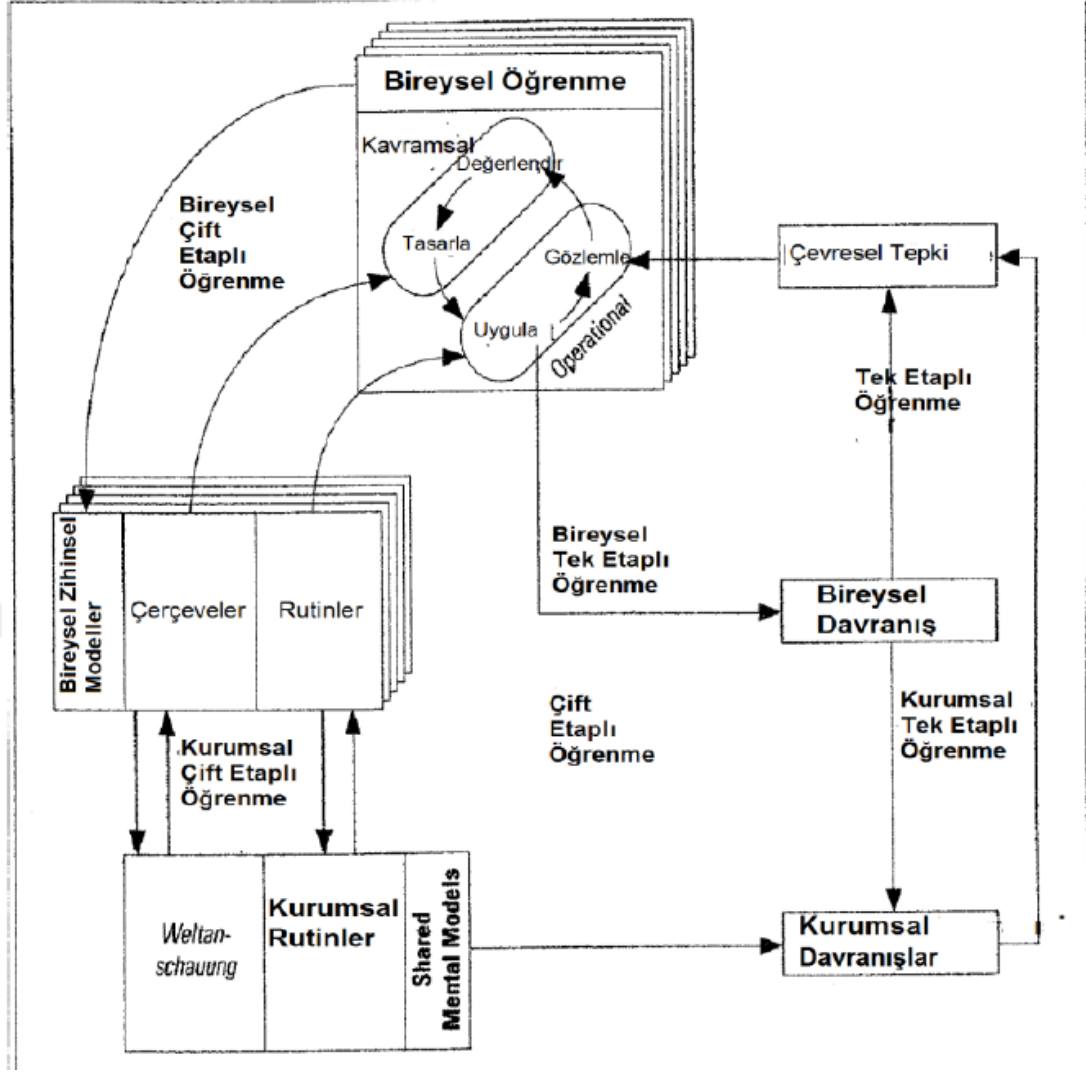 Bireysel Öğrenme
Kavramsal
Değerlendir
Tasarla
Gözlemle
Uygula
Operational
Bireysel
Çift
Etaplı
Öğrenme
Çevresel Tepki
Tek Etaplı
Öğrenme
Bireysel
Tek Etaplı
Öğrenme
Bireysel Zihinsel
Modeller
Çerçeveler
Rutinler
Bireysel
Davranış
Kurumsal
Çift Etaplı
Öğrenme
Çift
Etaplı
Öğrenme
Kurumsal
Tek Etaplı
Öğrenme
Weltan-
schauung
Kurumsal
Rutinler
Shared
Mental Models
Kurumsal
Davranışlar